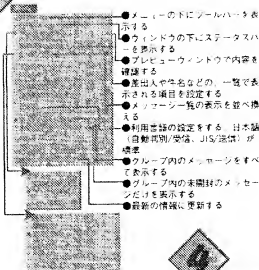 ●メニューの下にツールバーを表
示する
●ウィンドウの下にステータスバ
ーを表示する
●プレビューウィンドウで内容を
確認する
●差出人や件名などの、一覧で表
示される項目を設定する
●メッセージ一覧の表示を並べ換
える
●利用言語の設定をする。日本語
（自動判別/受信、JIS/送信）が
標準
●グループ内のメッセージをすべ
て表示する
●グループ内の未開封のメッセー
ジだけを表示する
●最新の情報に更新する